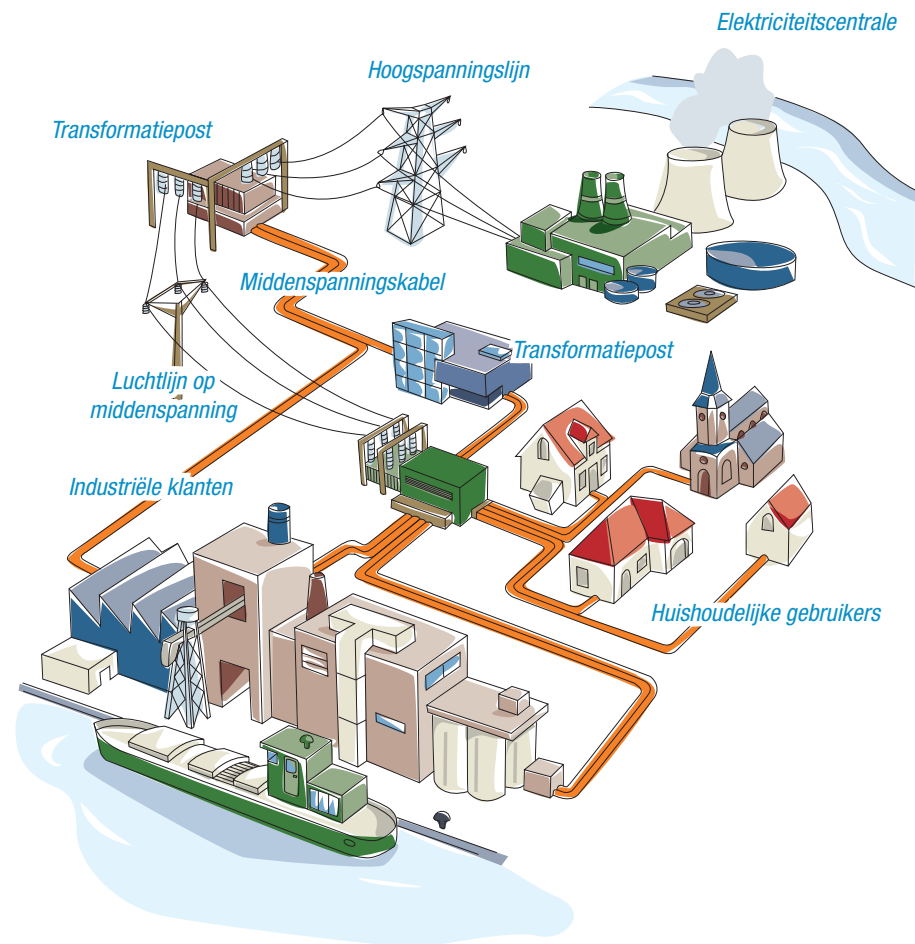 Elektriciteitscentrale
Hoogspanningslijn
Transformatiepost
Middenspanningskabel
Transformatiepost
Luchtlijn op
middenspanning
Industriële klanten
Huishoudelijke gebruikers